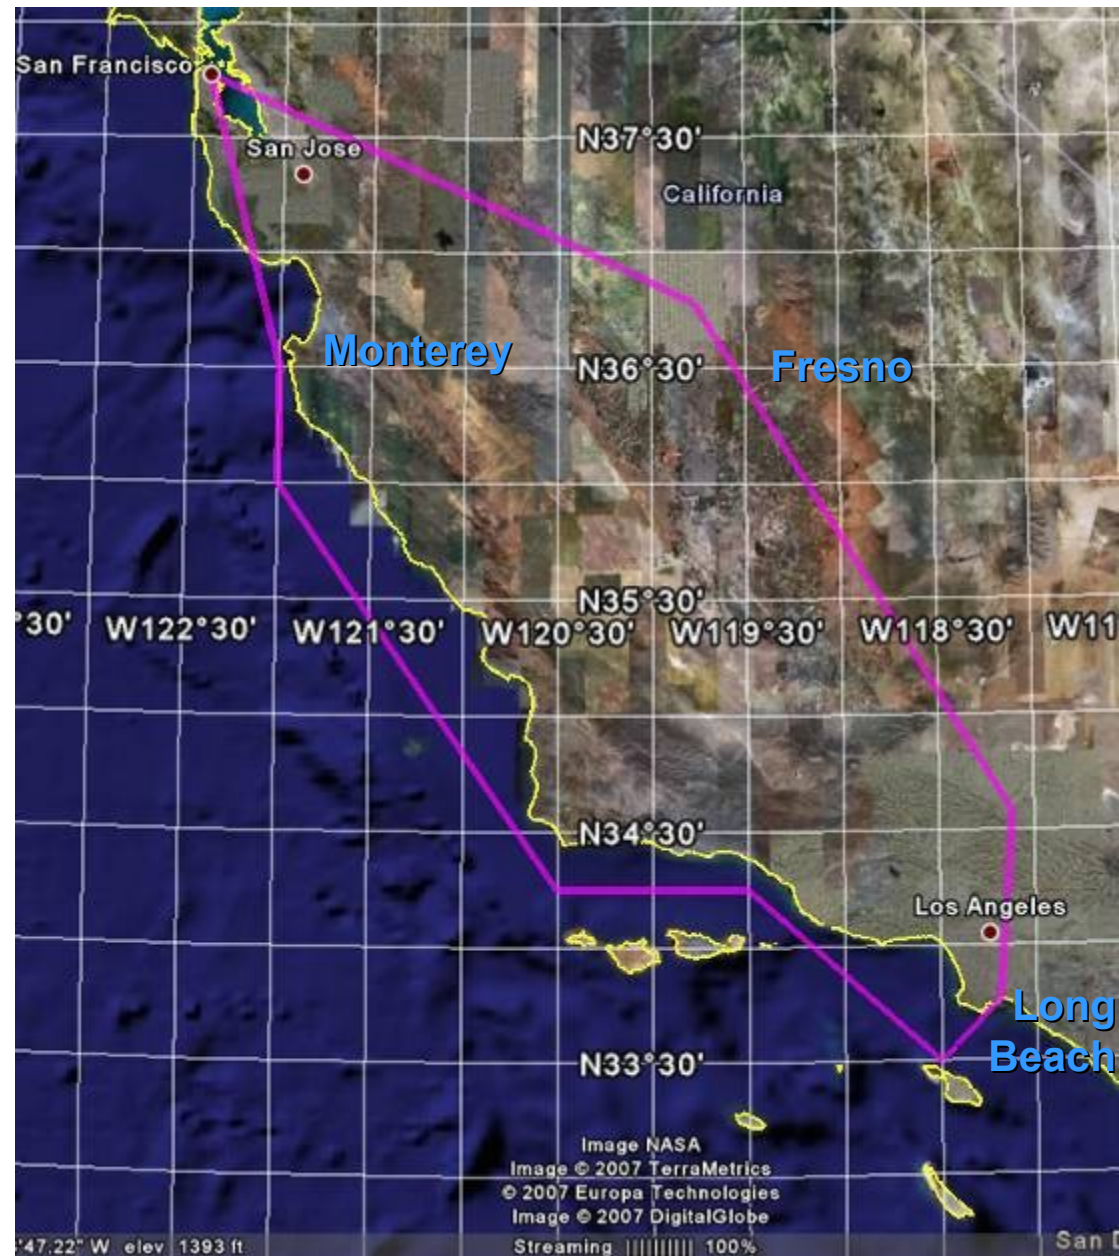 San Francisco
San Jose
N37°30'
California
Monterey
N36°30'
Fresno
N35°30'
°30' W122°30' W121°30' W120°30' W119°30' W118°30' W11
N34°30'
Los Angeles
Long
Beach
N33°30'
Image NASA
Image © 2007 TerraMetrics
© 2007 Europa Technologies
Image © 2007 DigitalGlobe
'47.22" W elev 1393 ft Streaming |||||||||| 100%
San